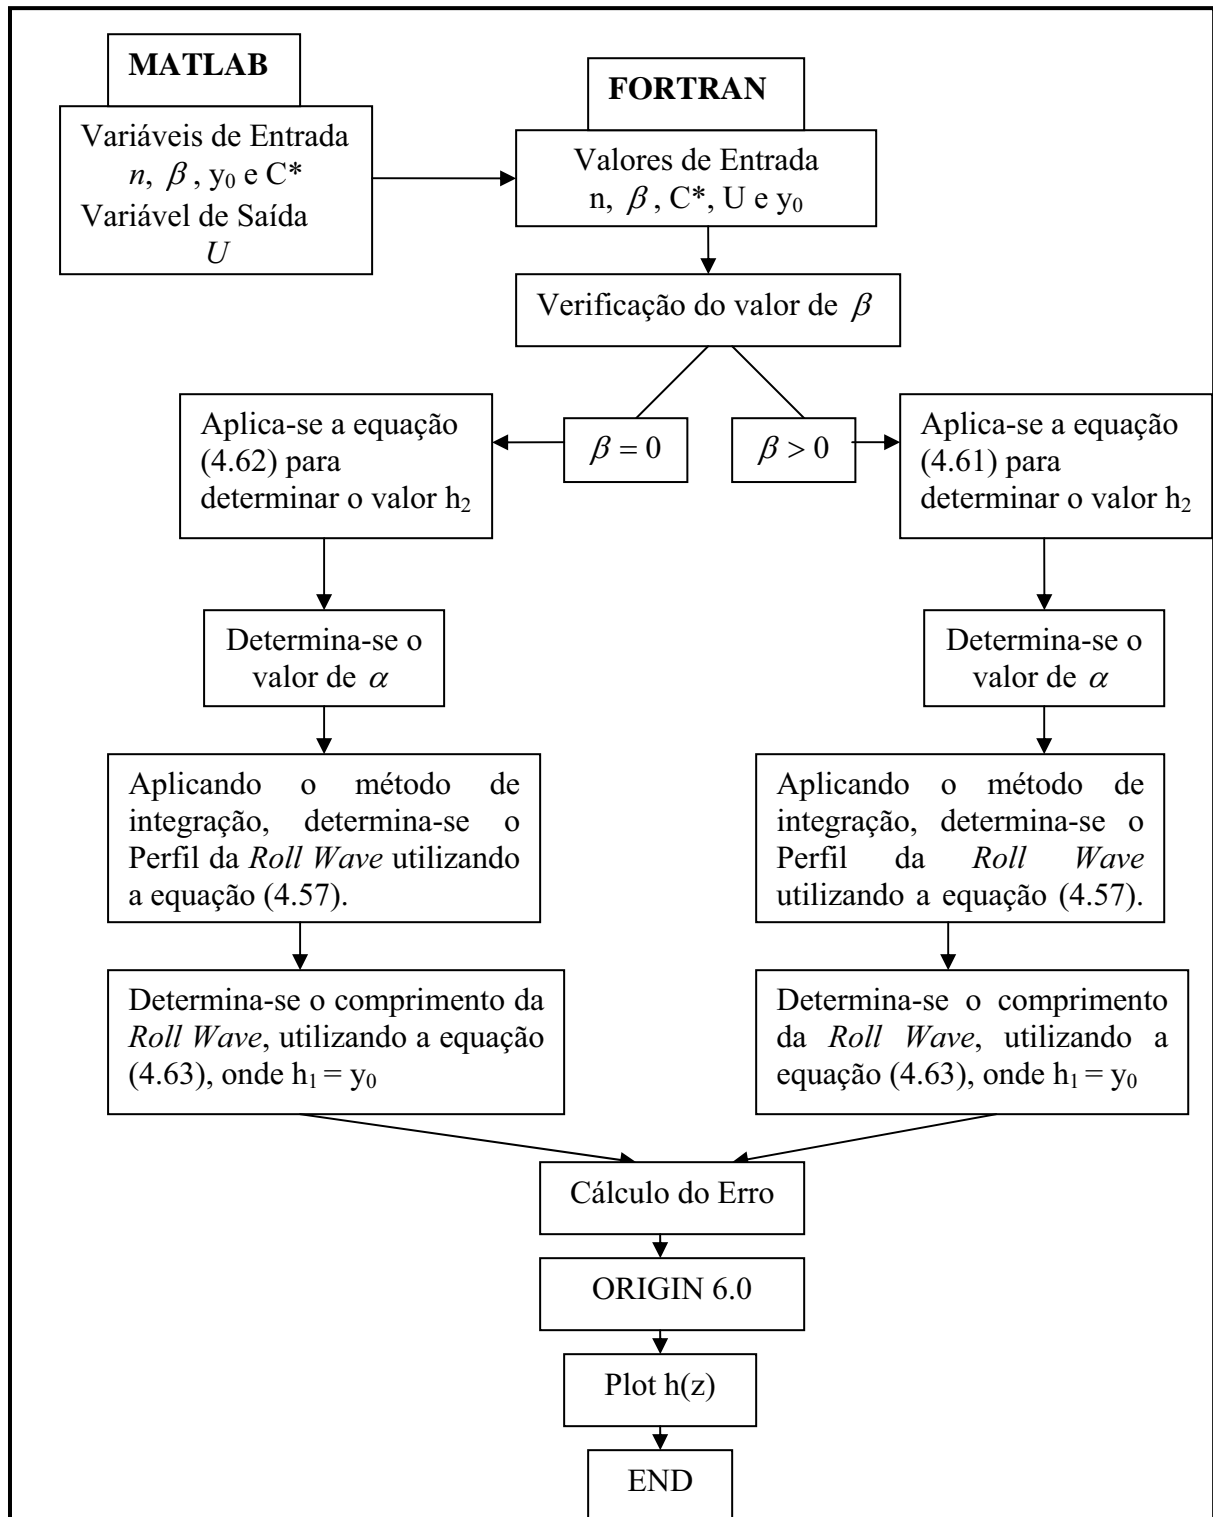 MATLAB
Variáveis de Entrada
n, β, y₀ e C*
Variável de Saída
U
FORTRAN
Valores de Entrada
n, β, C*, U e y₀
Verificação do valor de β
β = 0
β > 0
Aplica-se a equação
(4.62) para
determinar o valor h₂
Aplica-se a equação
(4.61) para
determinar o valor h₂
Determina-se o
valor de α
Determina-se o
valor de α
Aplicando o método de
integração, determina-se o
Perfil da Roll Wave utilizando
a equação (4.57).
Aplicando o método de
integração, determina-se o
Perfil da Roll Wave
utilizando a equação (4.57).
Determina-se o comprimento da
Roll Wave, utilizando a equação
(4.63), onde h₁ = y₀
Determina-se o comprimento
da Roll Wave, utilizando a
equação (4.63), onde h₁ = y₀
Cálculo do Erro
ORIGIN 6.0
Plot h(z)
END